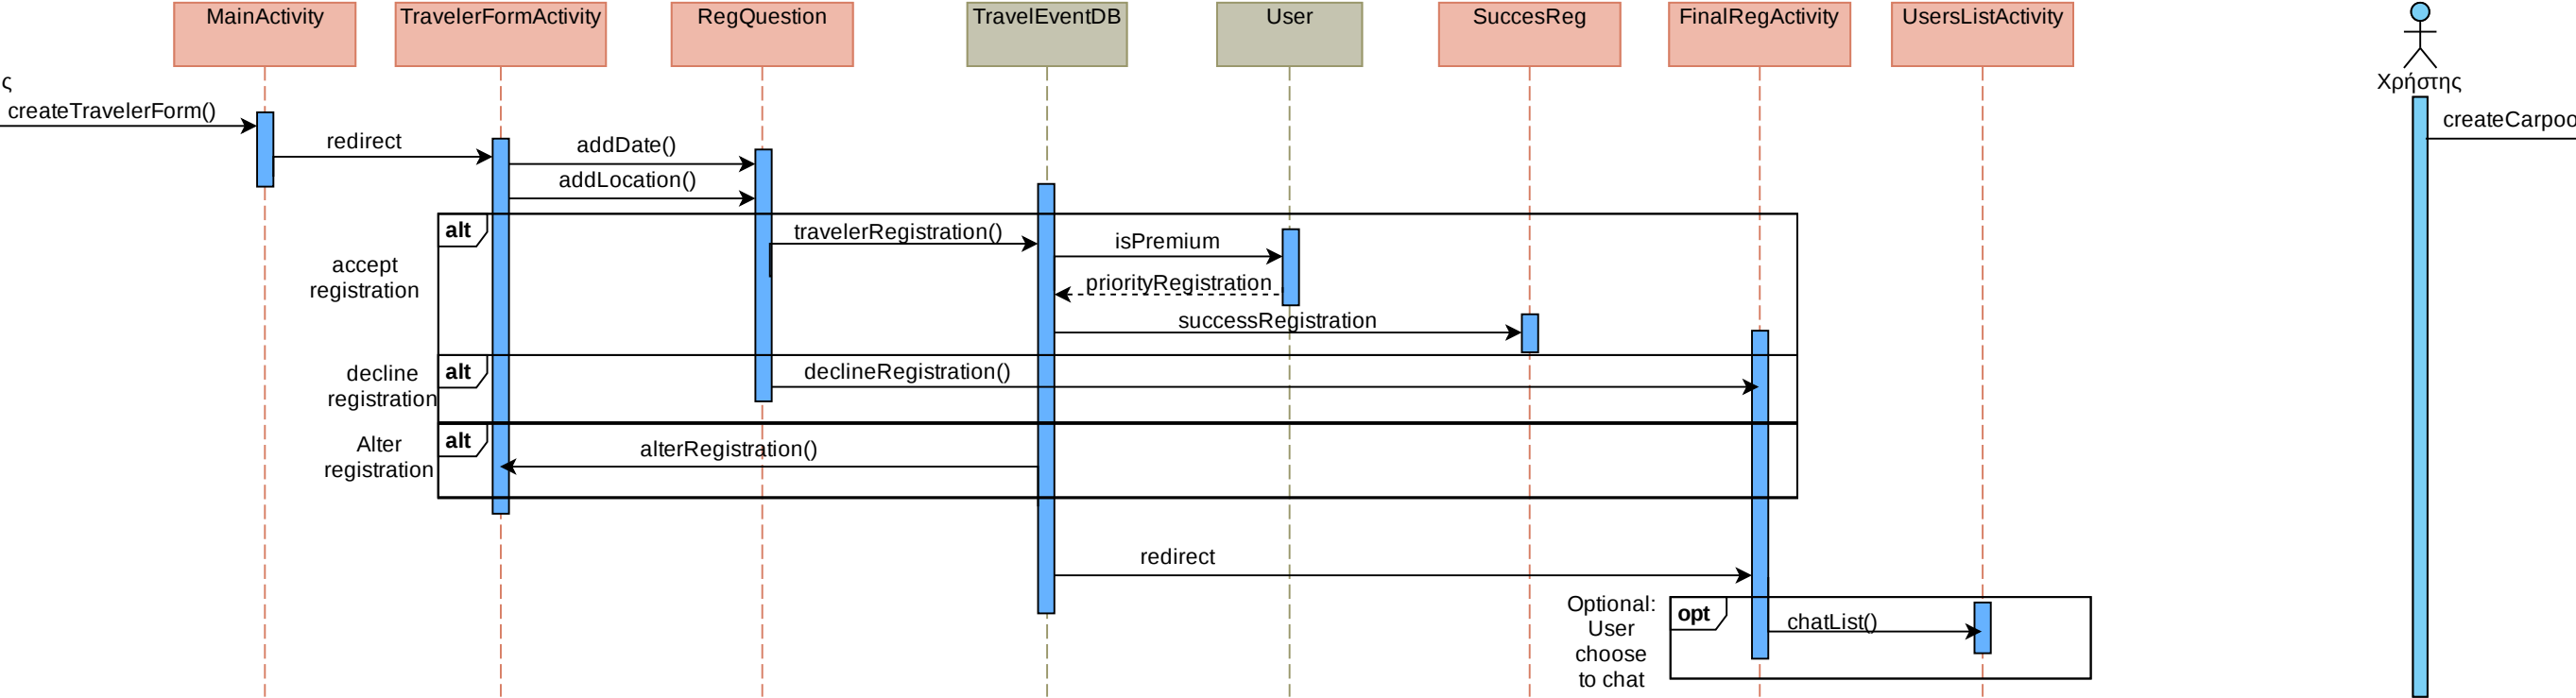 MainActivity
TravelerFormActivity
RegQuestion
TravelEventDB
User
SuccesReg
FinalRegActivity
UsersListActivity
ς
Χρήστης
createTravelerForm()
createCarpoo
redirect
addDate()
addLocation()
alt
accept
registration
travelerRegistration()
isPremium
priorityRegistration
successRegistration
alt
decline
registration
declineRegistration()
alt
Alter
registration
alterRegistration()
redirect
Optional:
User
choose
to chat
opt
chatList()